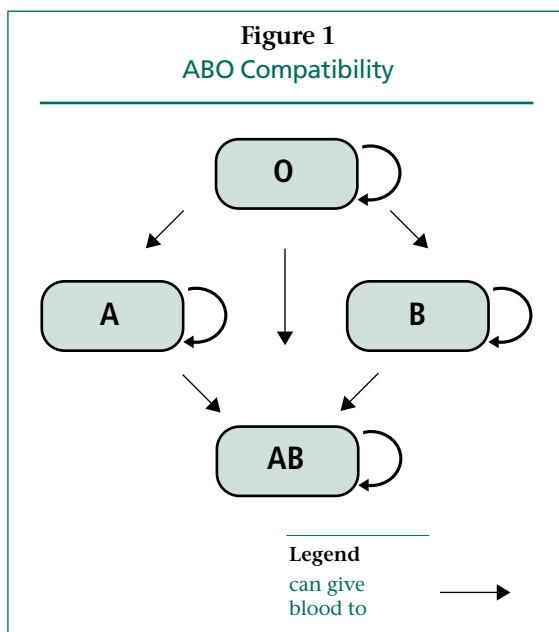 Figure 1
ABO Compatibility
O
A
B
AB
Legend
can give
blood to